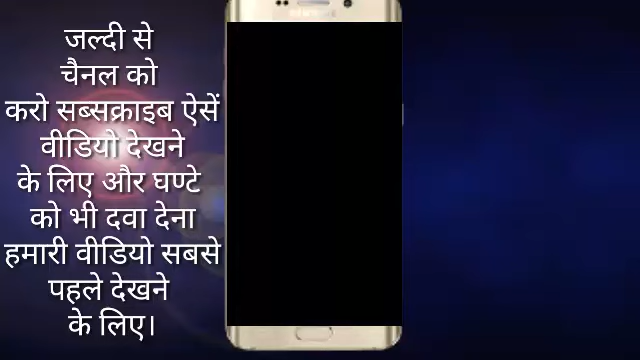 जल्दी से
चैनल को
करो सब्सक्राइब ऐसें
वीडियो देखने
के लिए और घण्टे
को भी दवा देना
हमारी वीडियो सबसे
पहले देखने
के लिए।